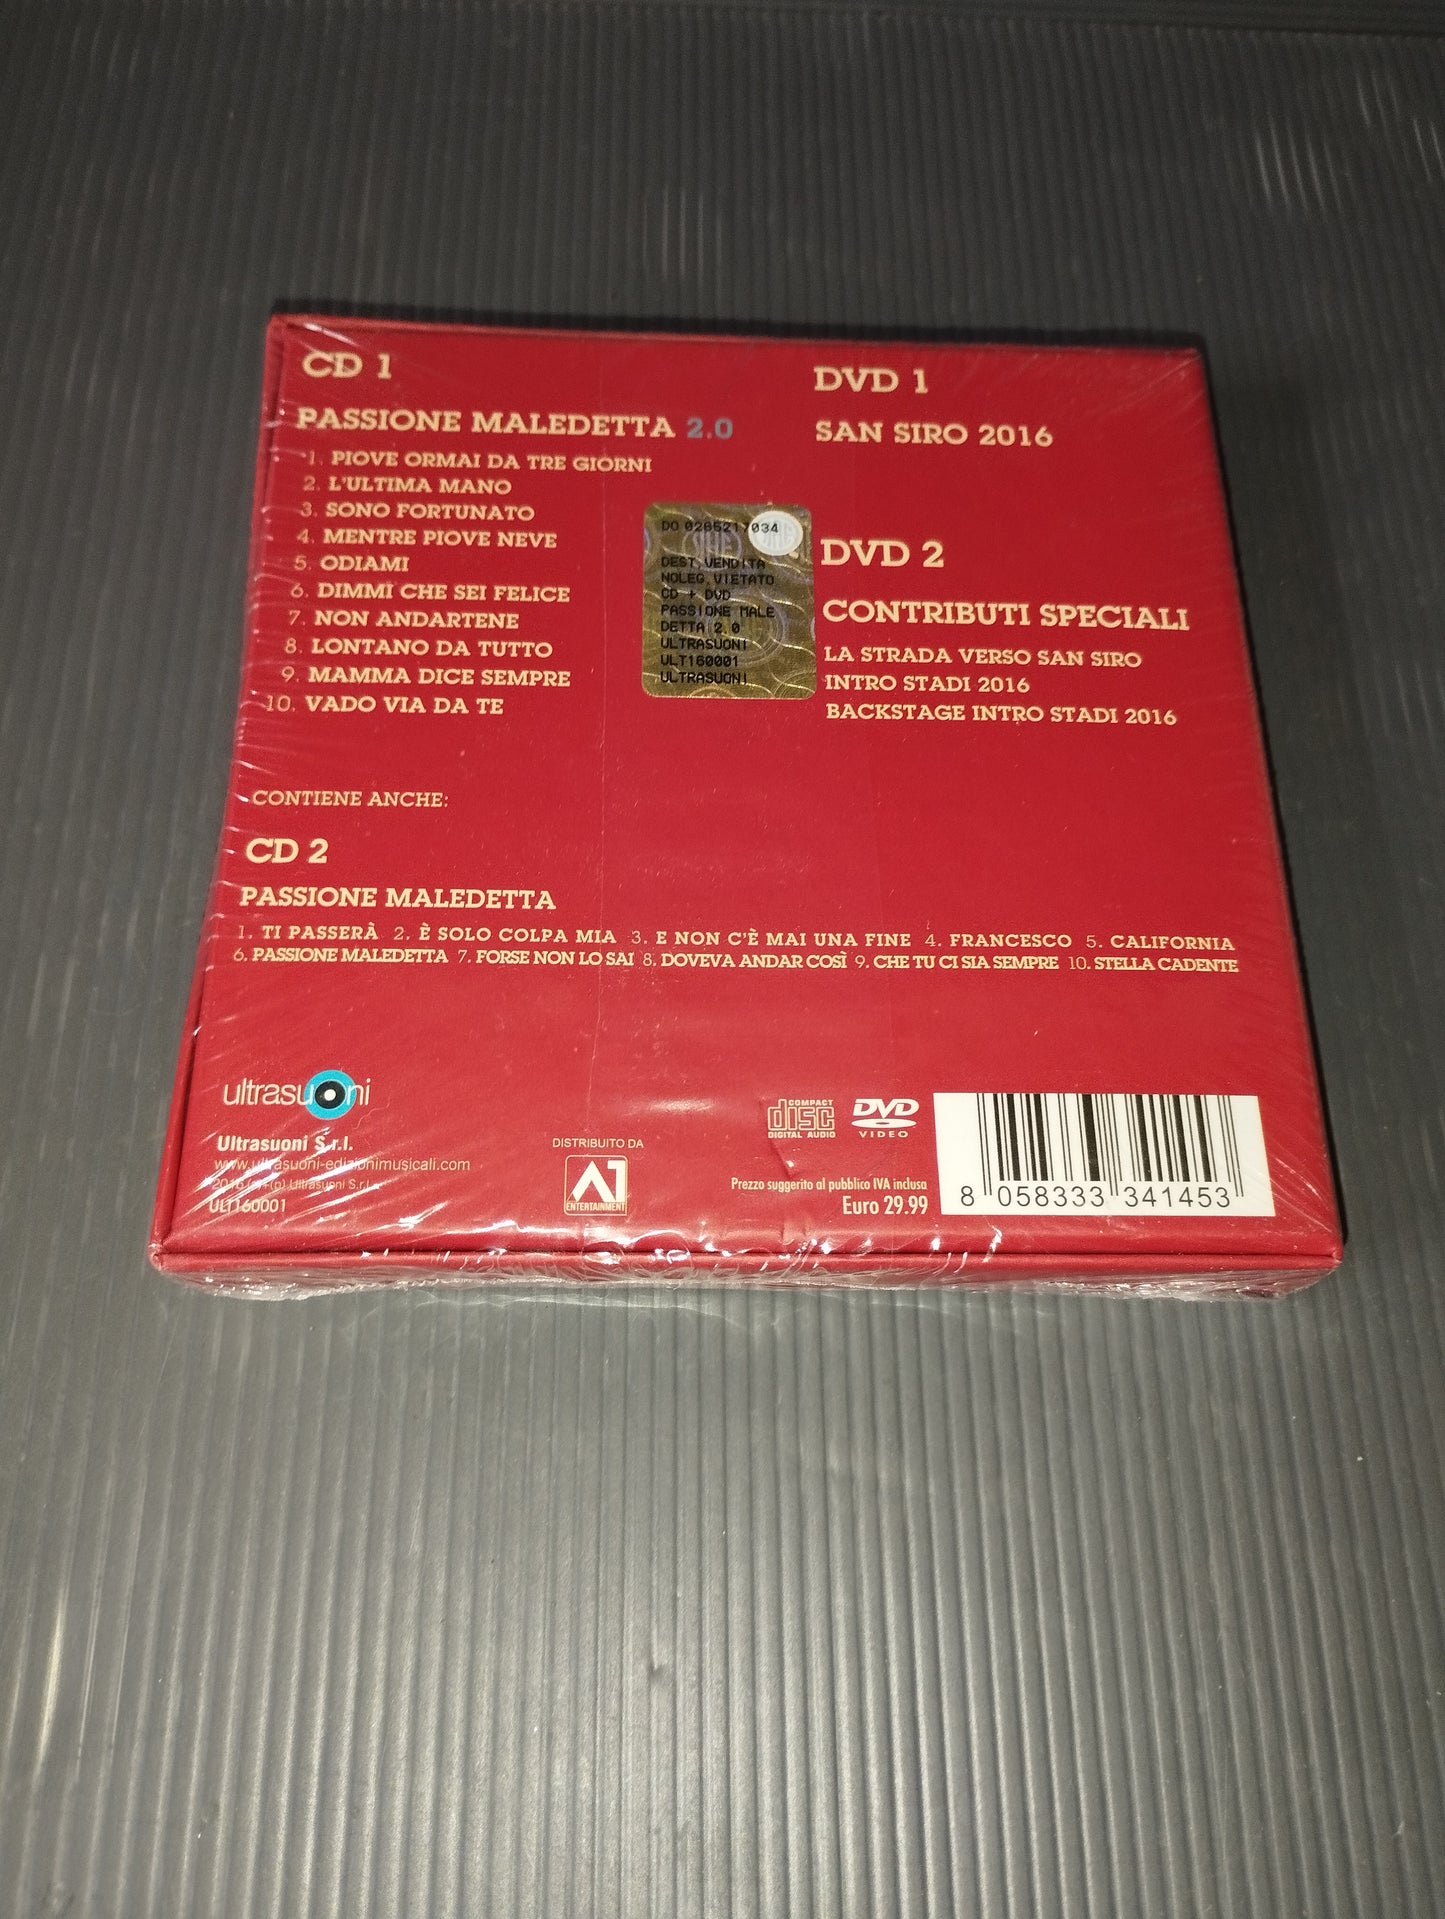 CD 1
PASSIONE MALEDETTA 2.0
1. PIOVE ORMAI DA TRE GIORNI
2. L'ULTIMA MANO
3. SONO FORTUNATO
4. MENTRE PIOVE NEVE
5. ODIAMI
6. DIMMI CHE SEI FELICE
7. NON ANDARTENE
8. LONTANO DA TUTTO
9. MAMMA DICE SEMPRE
10. VADO VIA DA TE
DVD 1
SAN SIRO 2016
DO 0285217034
DEST.VENDITA
NOLEG.VIETATO
CD + DVD
PASSIONE MALE
DETTA 2.0
ULTRASUONI
ULT160001
ULTRASUONI
DVD 2
CONTRIBUTI SPECIALI
LA STRADA VERSO SAN SIRO
INTRO STADI 2016
BACKSTAGE INTRO STADI 2016
CONTIENE ANCHE:
CD 2
PASSIONE MALEDETTA
1. TI PASSERÀ 2. È SOLO COLPA MIA 3. E NON C'È MAI UNA FINE 4. FRANCESCO 5. CALIFORNIA
6. PASSIONE MALEDETTA 7. FORSE NON LO SAI 8. DOVEVA ANDAR COSÌ 9. CHE TU CI SIA SEMPRE 10. STELLA CADENTE
ultrasuoni
Ultrasuoni S.r.l.
www.ultrasuoni-edizionimusicali.com
2016 (c)+(p) Ultrasuoni S.r.l.
ULT160001
DISTRIBUITO DA
A1
ENTERTAINMENT
COMPACT
disc
DIGITAL AUDIO
DVD
VIDEO
Prezzo suggerito al pubblico IVA inclusa
Euro 29.99
8 058333 341453